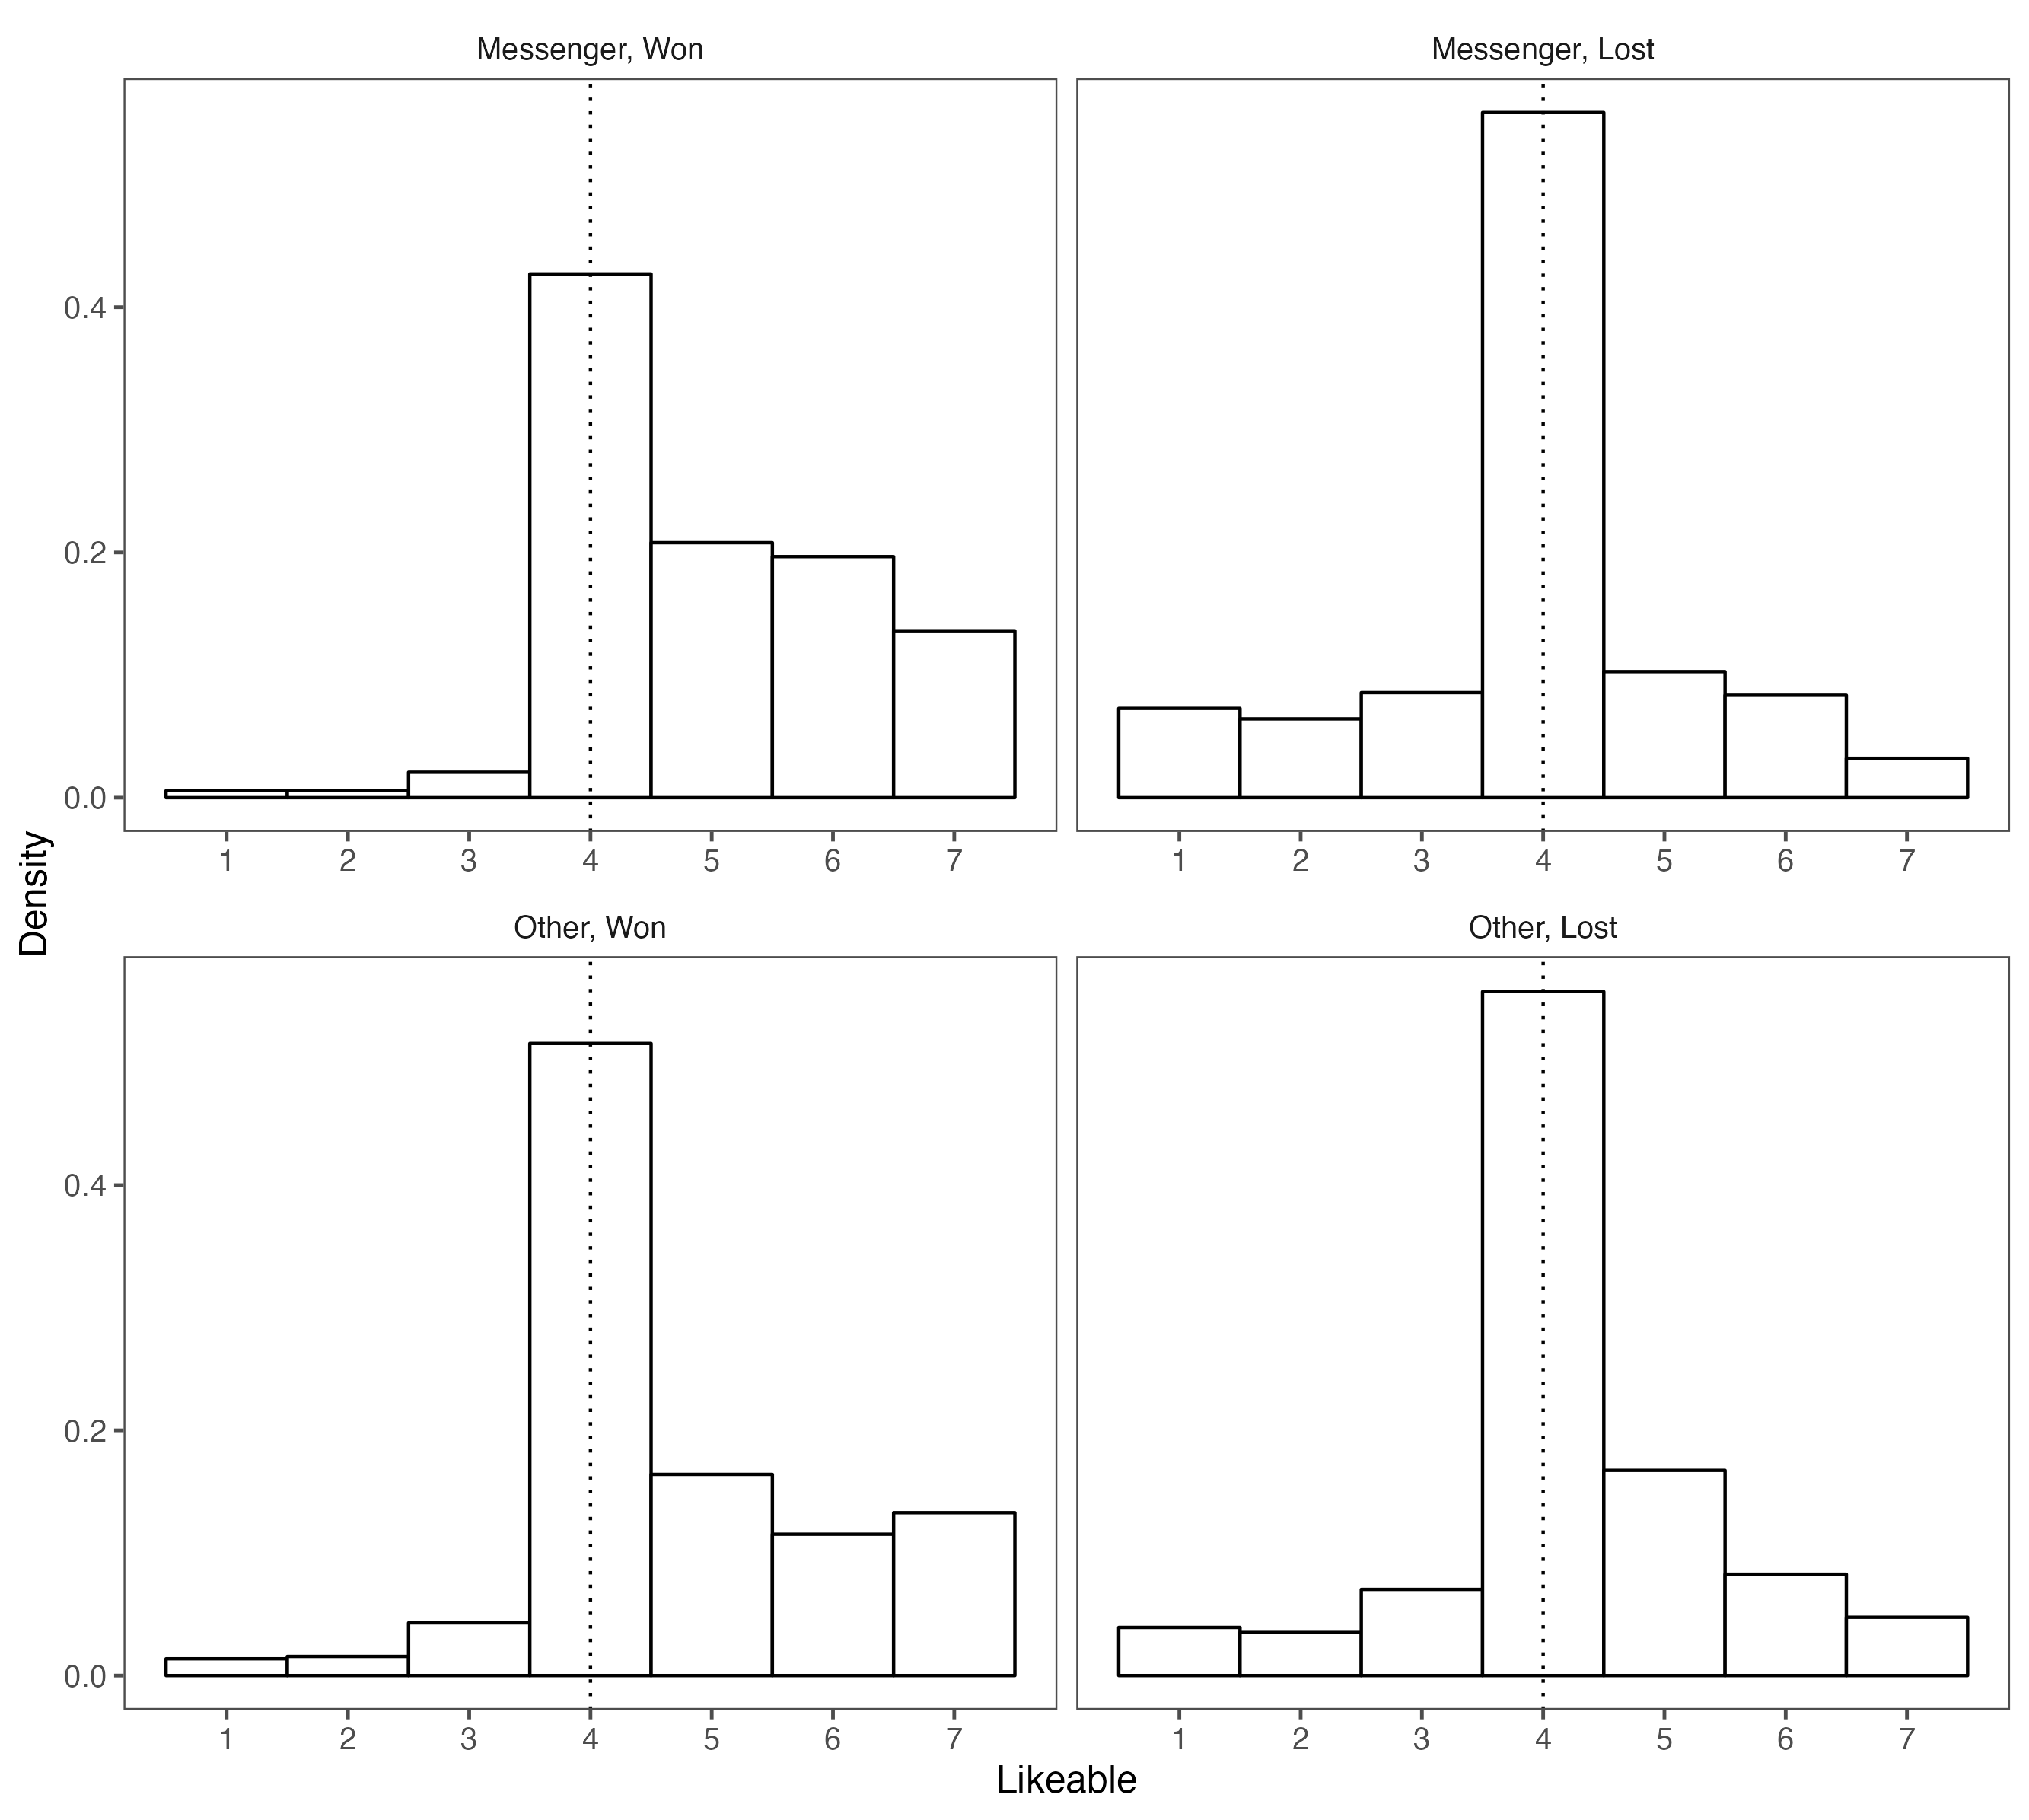 Messenger, Won
Messenger, Lost
0.4
0.2
0.0
1 2 3 4 5 6 7
1 2 3 4 5 6 7
Density
Other, Won
Other, Lost
0.4
0.2
0.0
1 2 3 4 5 6 7
1 2 3 4 5 6 7
Likeable